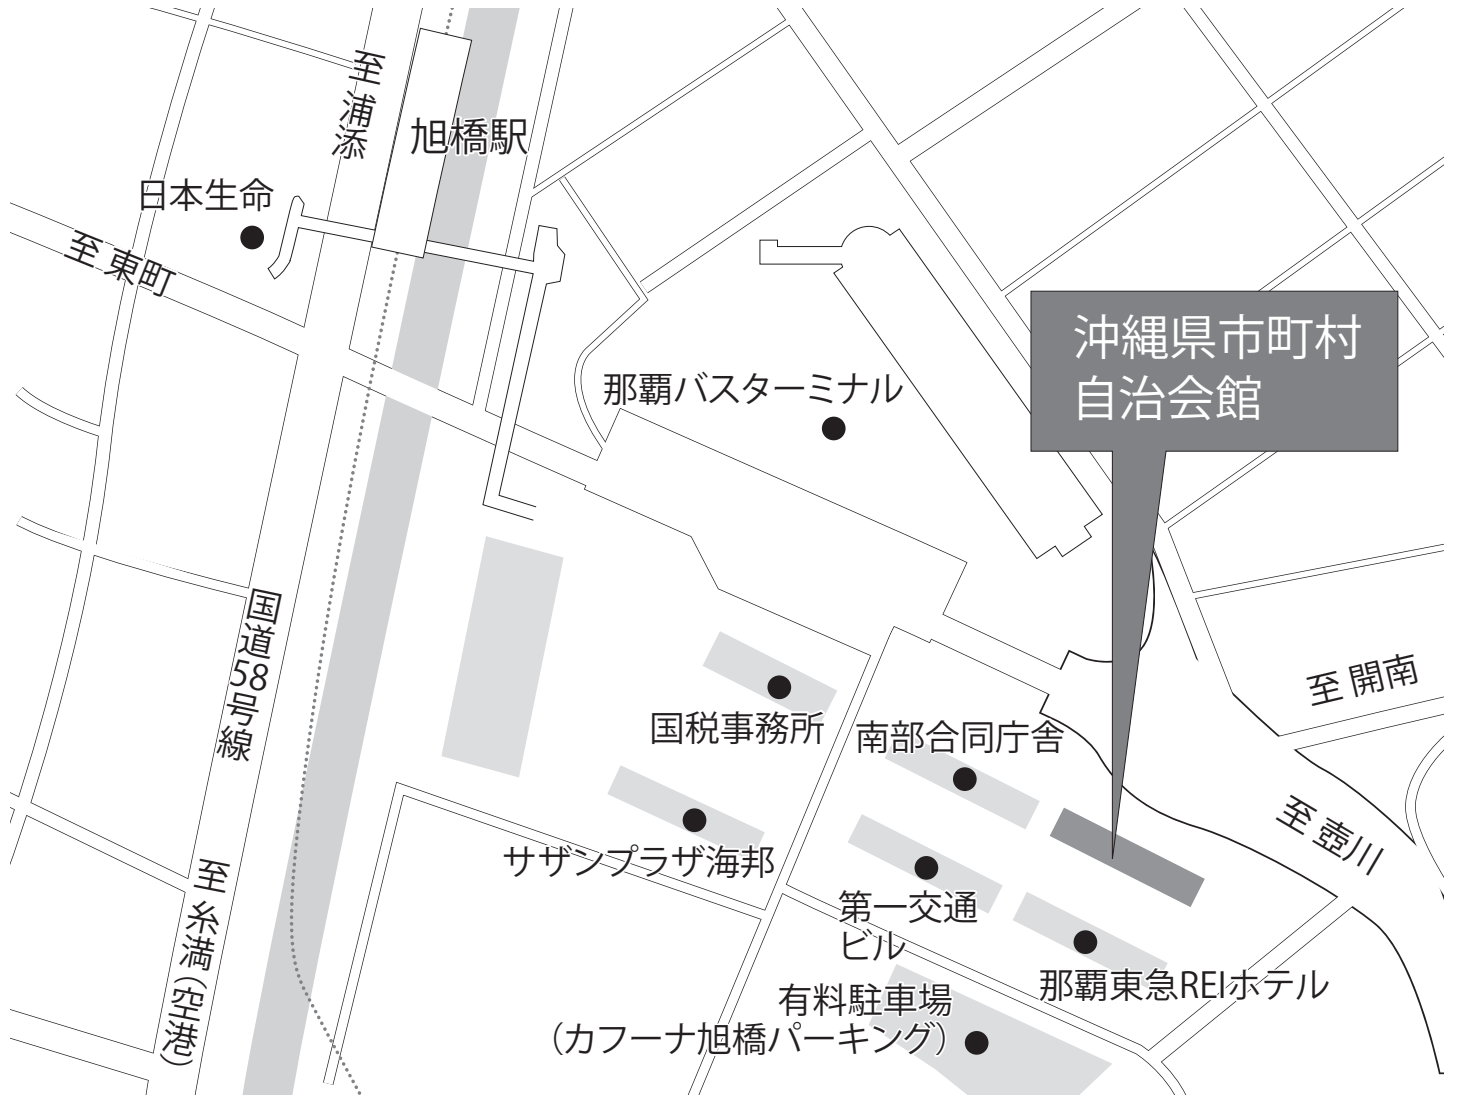 至 浦添
旭橋駅
日本生命
至 東町
沖縄県市町村
自治会館
那覇バスターミナル
国道58号線
国税事務所
南部合同庁舎
至 開南
サザンプラザ海邦
至 壺川
至 糸満(空港)
第一交通
ビル
那覇東急REIホテル
有料駐車場
(カフーナ旭橋パーキング)